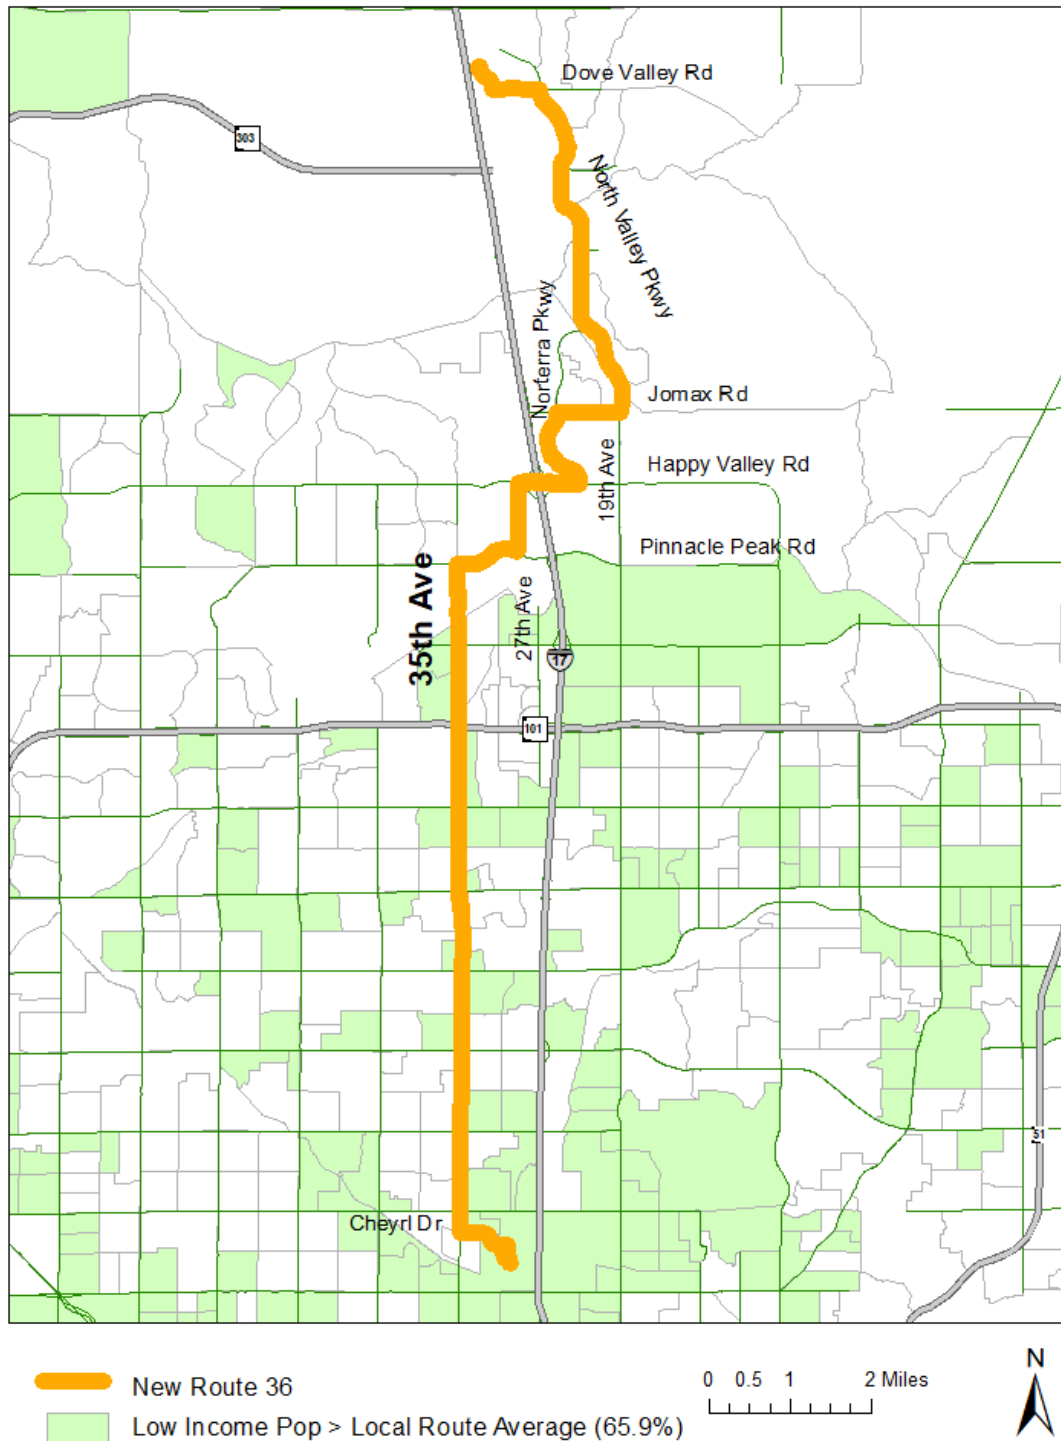 Dove Valley Rd
303
North Valley Pkwy
Norterra Pkwy
Jomax Rd
19th Ave
Happy Valley Rd
Pinnacle Peak Rd
35th Ave
27th Ave
17
101
51
Cheyrl Dr
N
New Route 36
0 0.5 1 2 Miles
Low Income Pop > Local Route Average (65.9%)